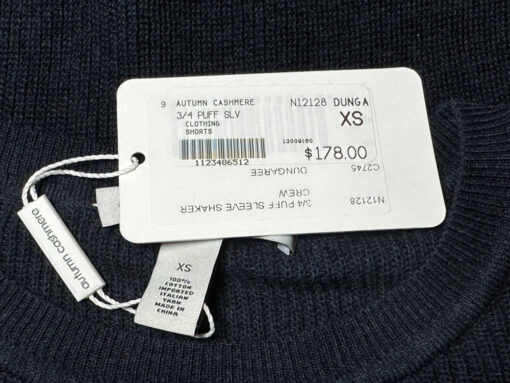 9 AUTUMN CASHMERE N12128 DUNGA
3/4 PUFF SLV XS
CLOTHING
SHORTS
12009160
1123486512
$178.00
N12128
3/4 PUFF SLEEVE SHAKER
CREW
C2745 DUNGAREE
autumn cashmere
XS
100%
COTTON
IMPORTED
ITALIAN
YARN
MADE IN
CHINA